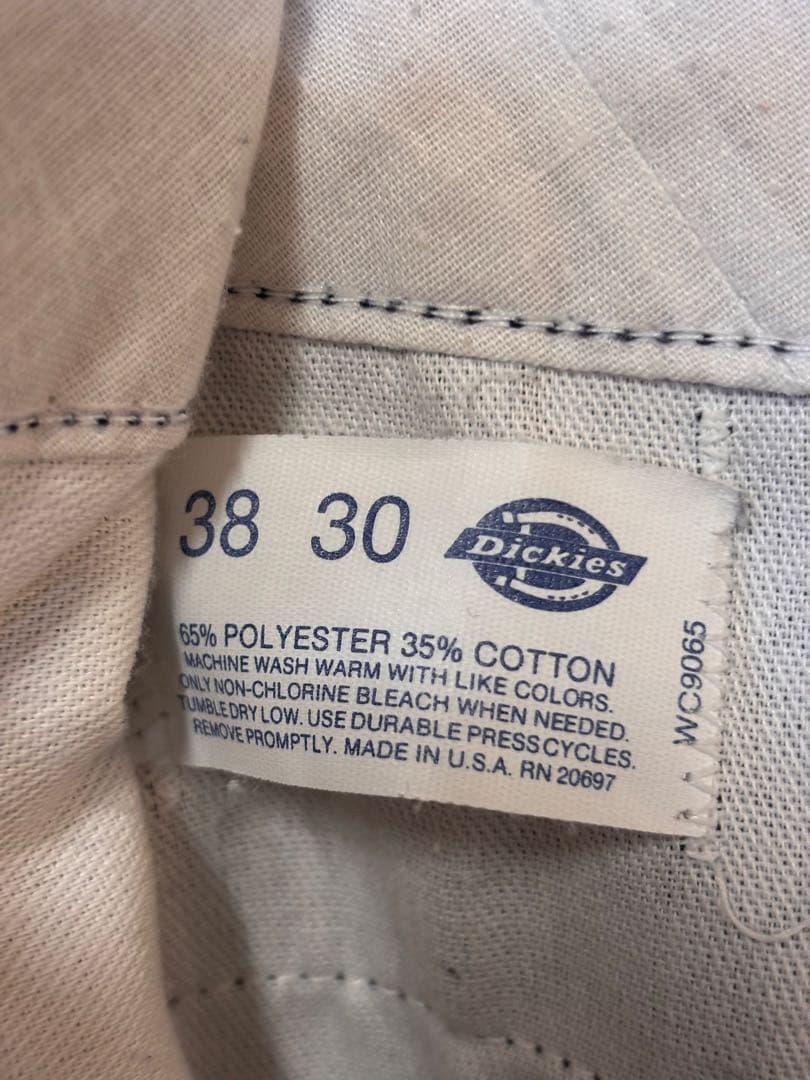 38 30
Dickies
65% POLYESTER 35% COTTON
MACHINE WASH WARM WITH LIKE COLORS.
ONLY NON-CHLORINE BLEACH WHEN NEEDED.
TUMBLE DRY LOW. USE DURABLE PRESS CYCLES.
REMOVE PROMPTLY. MADE IN U.S.A. RN 20697
WC9065